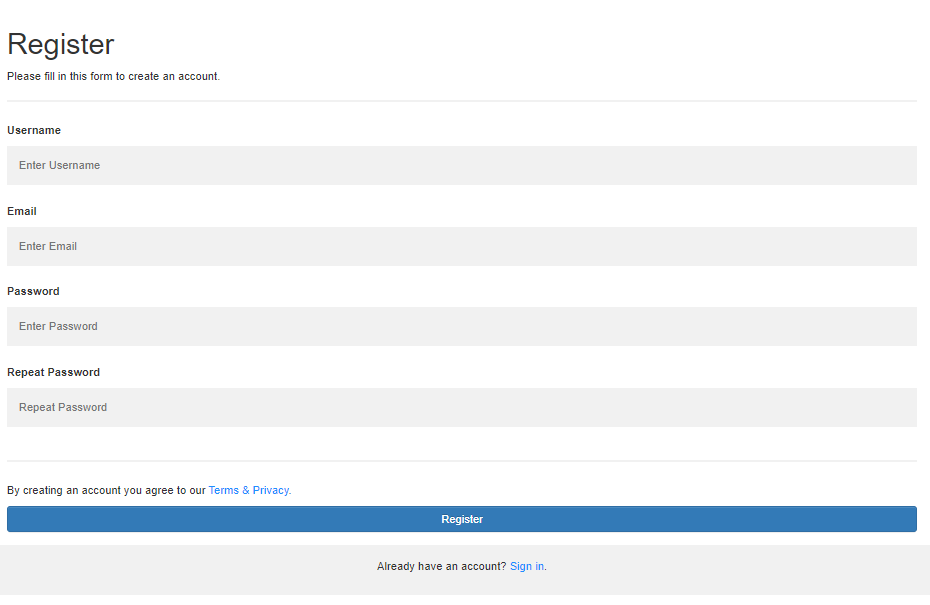 Register
Please fill in this form to create an account.
Username
Enter Username
Email
Enter Email
Password
Enter Password
Repeat Password
Repeat Password
By creating an account you agree to our Terms & Privacy.
Register
Already have an account? Sign in.